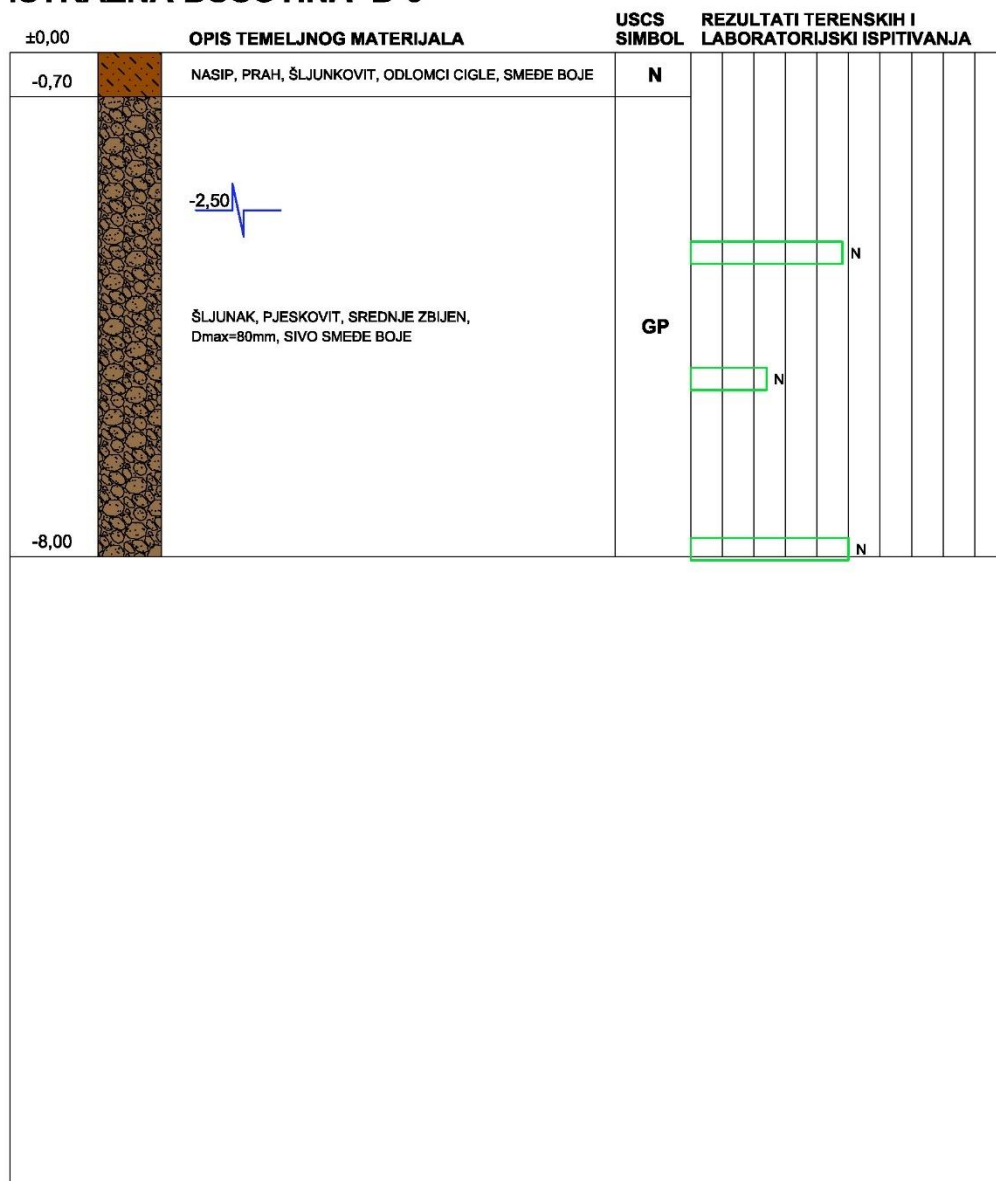 ±0,00
OPIS TEMELJNOG MATERIJALA
USCS
SIMBOL
REZULTATI TERENSKIH I
LABORATORIJSKI ISPITIVANJA
-0,70
NASIP, PRAH, ŠLJUNKOVIT, ODLOMCI CIGLE, SMEĐE BOJE
N
-2,50
N
ŠLJUNAK, PJESKOVIT, SREDNJE ZBIJEN,
Dmax=80mm, SIVO SMEĐE BOJE
GP
N
-8,00
N